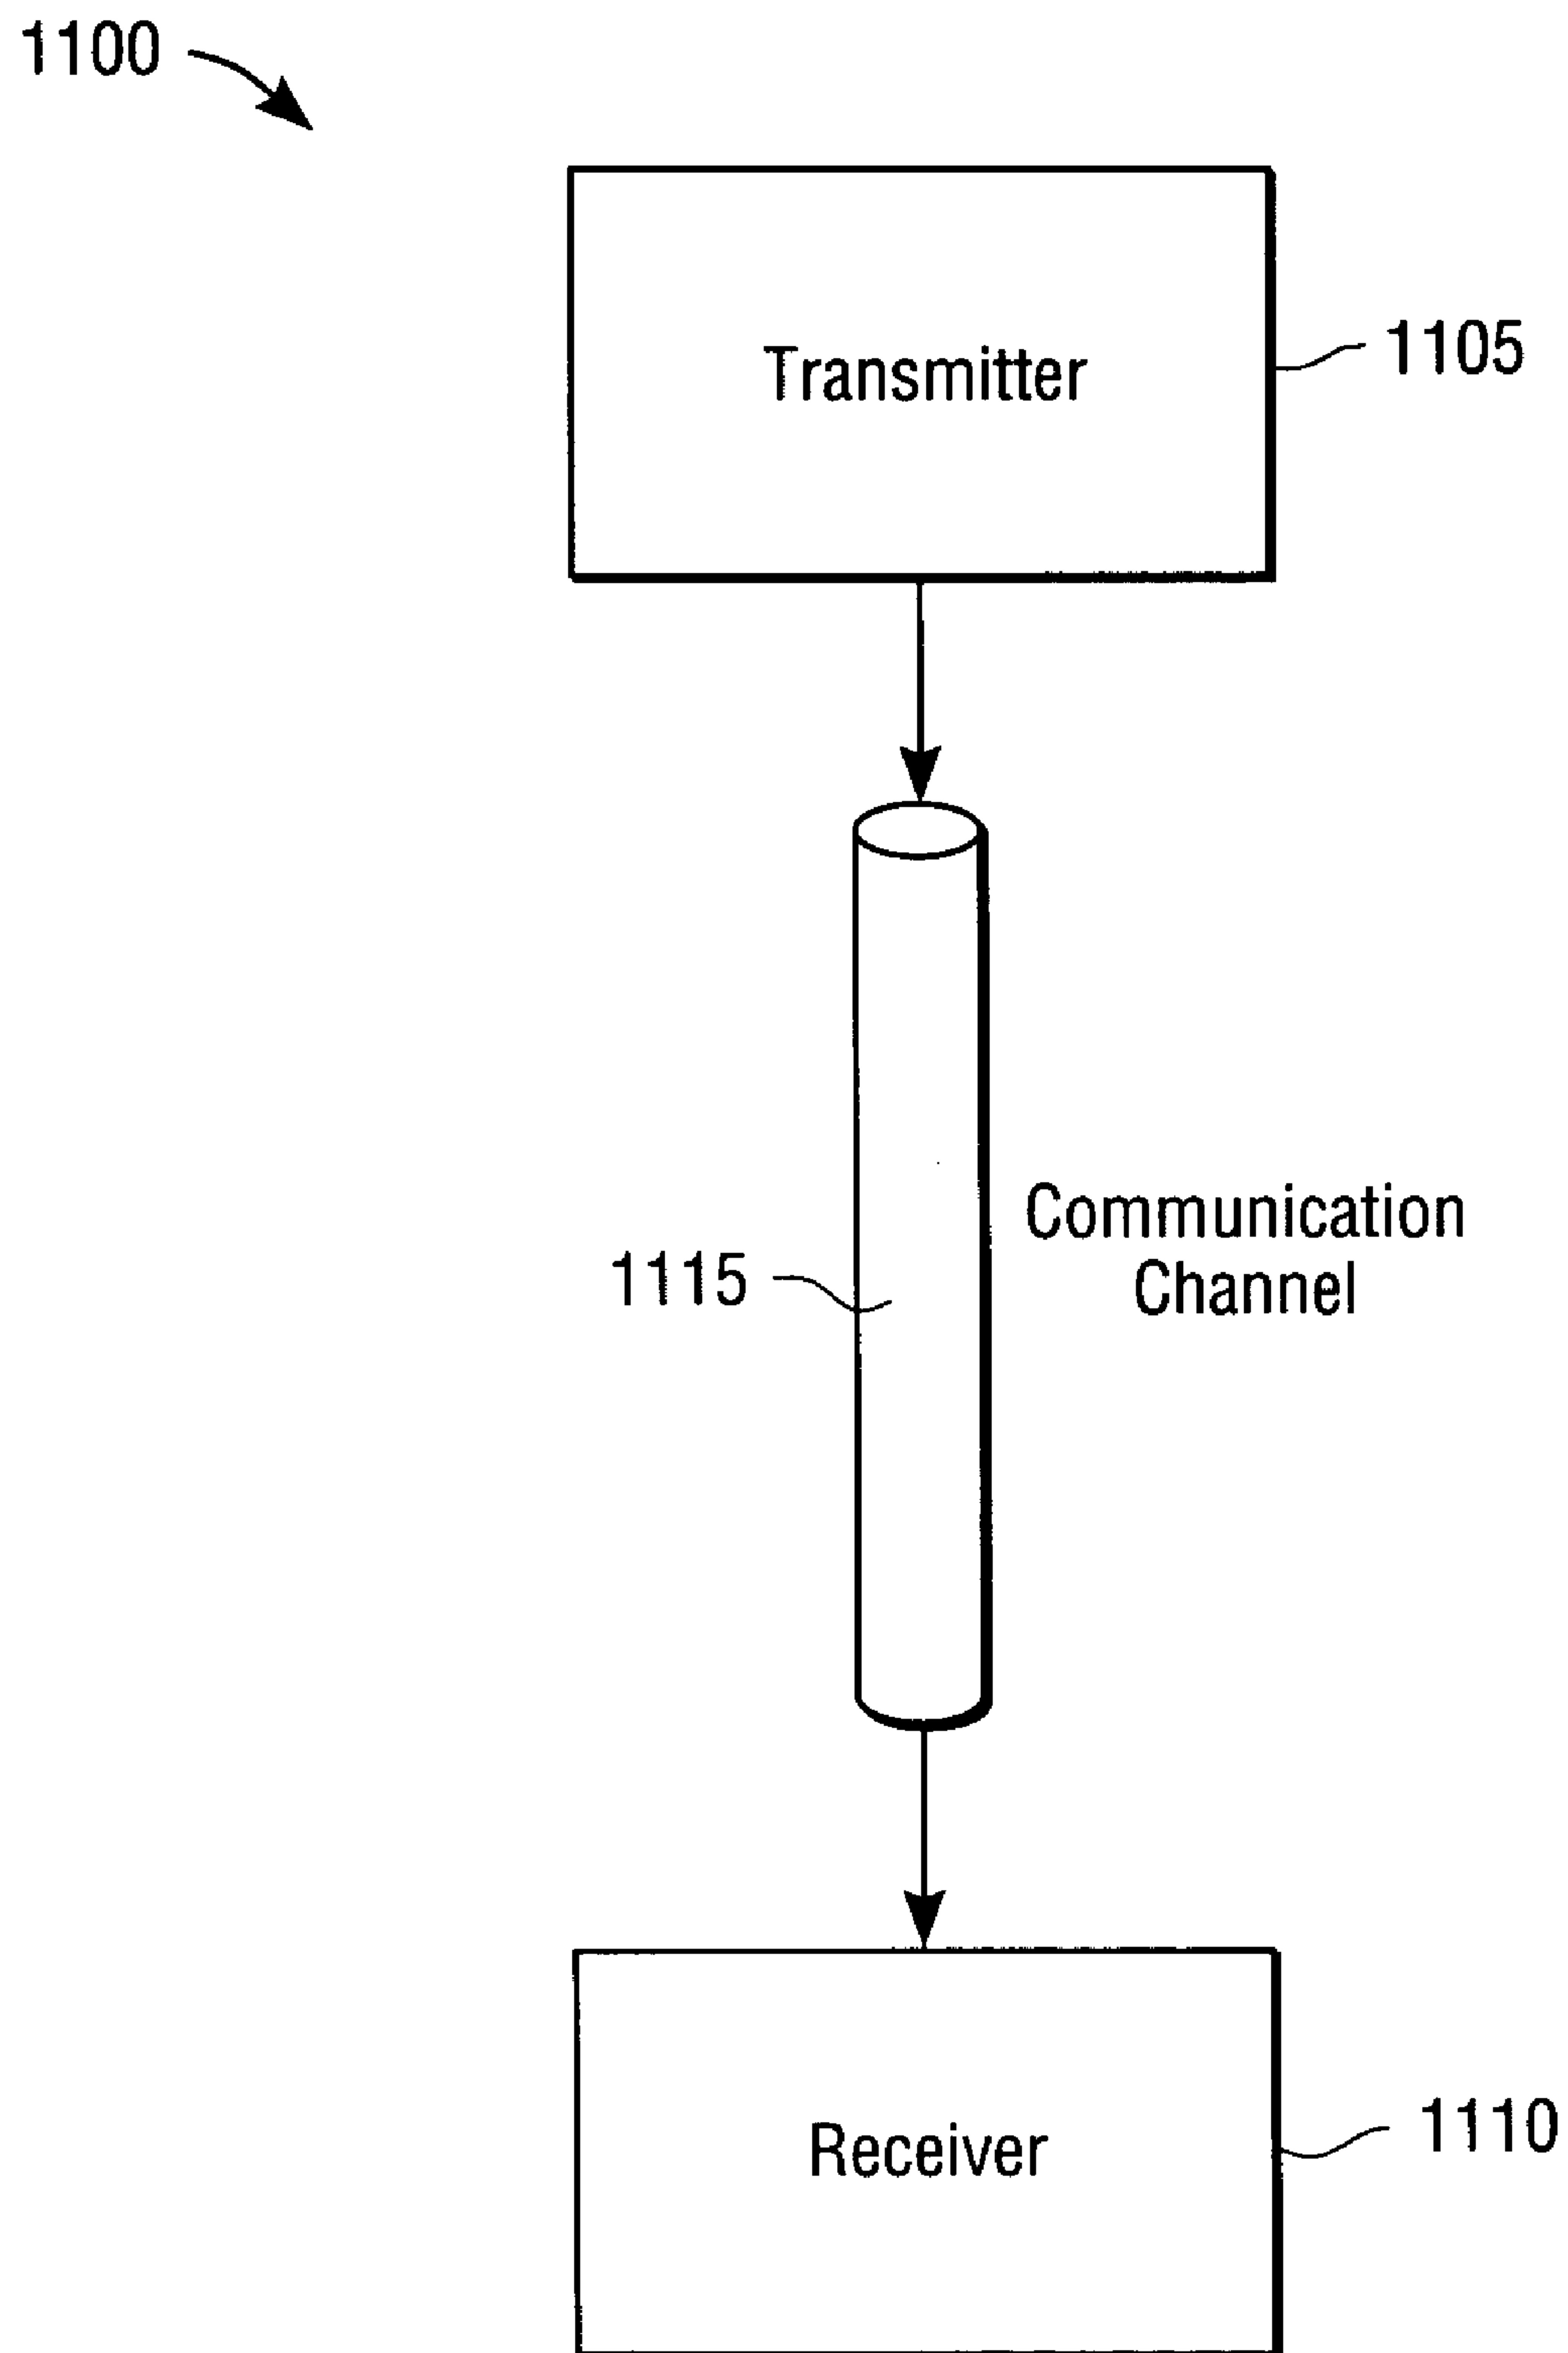 1100
Transmitter
1105
Communication
Channel
1115
Receiver
1110